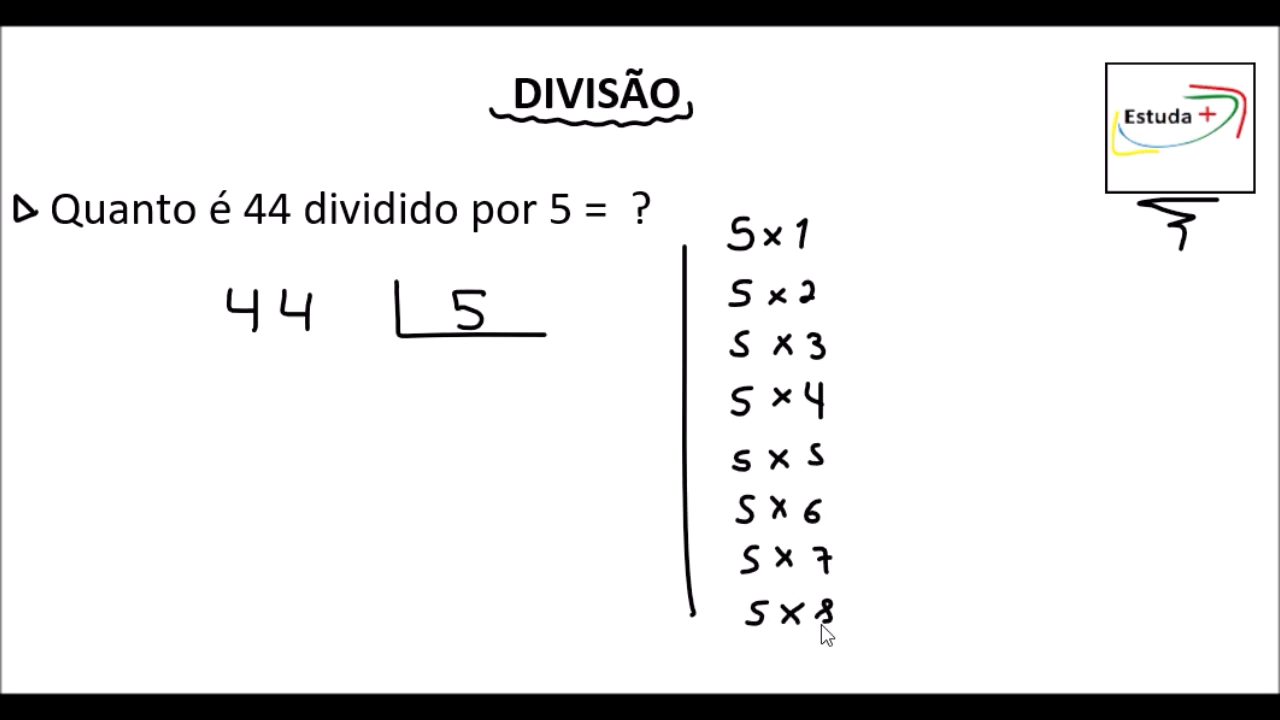 DIVISÃO
Estuda +
Quanto é 44 dividido por 5 = ?
44 5
5 x 1
5 x 2
5 x 3
5 x 4
5 x 5
5 x 6
5 x 7
5 x 8